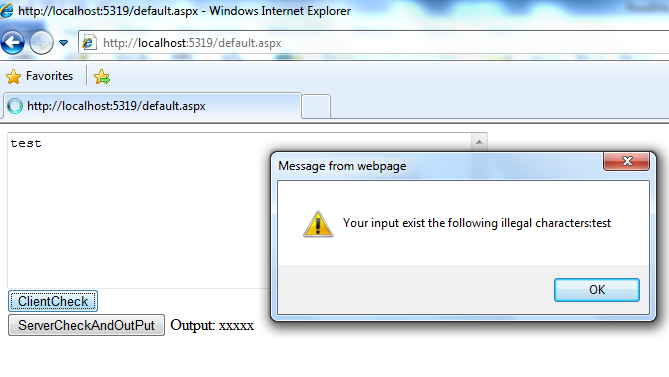 http://localhost:5319/default.aspx - Windows Internet Explorer
http://localhost:5319/default.aspx
Favorites
http://localhost:5319/default.aspx
test
Message from webpage
Your input exist the following illegal characters:test
OK
ClientCheck
ServerCheckAndOutPut Output: xxxxx